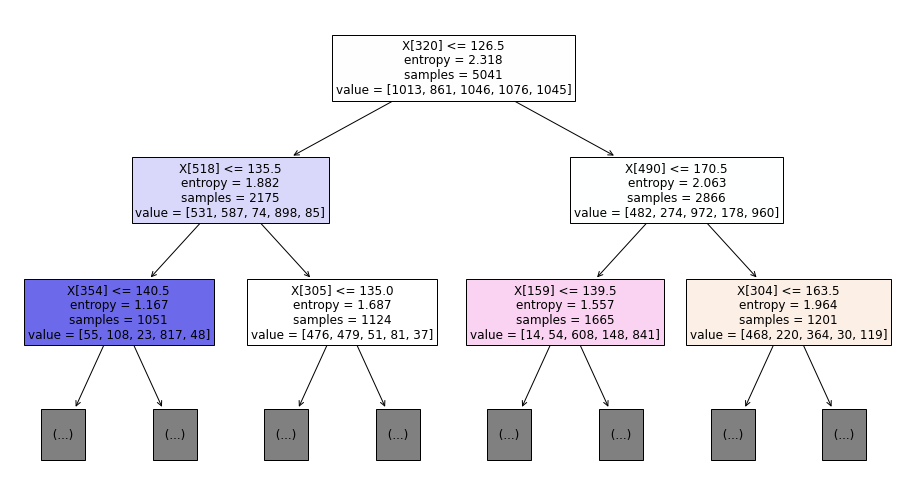 X[320] <= 126.5
entropy = 2.318
samples = 5041
value = [1013, 861, 1046, 1076, 1045]
X[518] <= 135.5
entropy = 1.882
samples = 2175
value = [531, 587, 74, 898, 85]
X[490] <= 170.5
entropy = 2.063
samples = 2866
value = [482, 274, 972, 178, 960]
X[354] <= 140.5
entropy = 1.167
samples = 1051
value = [55, 108, 23, 817, 48]
X[305] <= 135.0
entropy = 1.687
samples = 1124
value = [476, 479, 51, 81, 37]
X[159] <= 139.5
entropy = 1.557
samples = 1665
value = [14, 54, 608, 148, 841]
X[304] <= 163.5
entropy = 1.964
samples = 1201
value = [468, 220, 364, 30, 119]
(...)
(...)
(...)
(...)
(...)
(...)
(...)
(...)